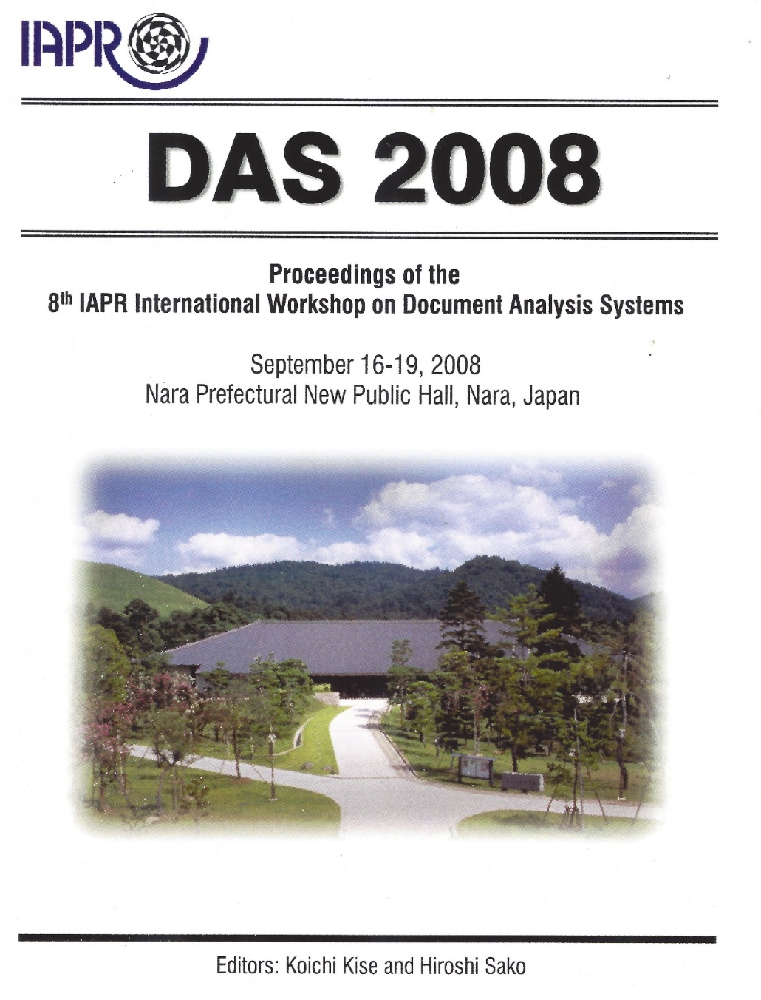 IAPR
DAS 2008
Proceedings of the
8th IAPR International Workshop on Document Analysis Systems
September 16-19, 2008
Nara Prefectural New Public Hall, Nara, Japan
Editors: Koichi Kise and Hiroshi Sako